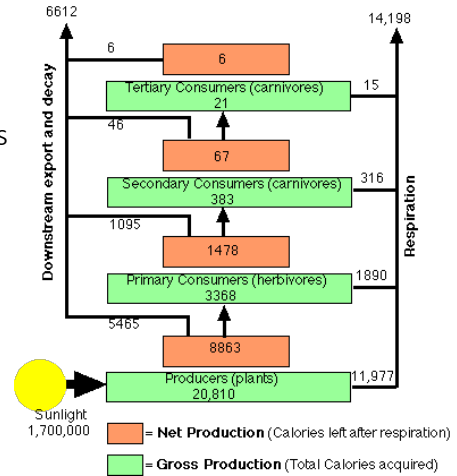 6612
14,198
6
6
Tertiary Consumers (carnivores)
21
15
46
67
s
Secondary Consumers (carnivores)
383
316
Downstream export and decay
Respiration
1095
1478
Primary Consumers (herbivores)
3368
1890
5465
8863
Producers (plants)
20,810
11,977
Sunlight
1,700,000
= Net Production (Calories left after respiration)
= Gross Production (Total Calories acquired)